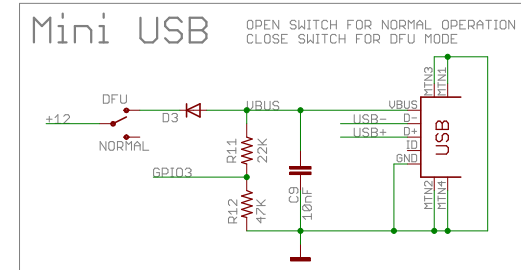 Mini USB
OPEN SWITCH FOR NORMAL OPERATION
CLOSE SWITCH FOR DFU MODE
MTN3
MTN1
DFU
+12
D3
VBUS
VBUS
USB-
D-
USB+
D+
ID
GND
USB
NORMAL
R11
22K
GPIO3
R12
47K
C9
10nF
MTN2
MTN4